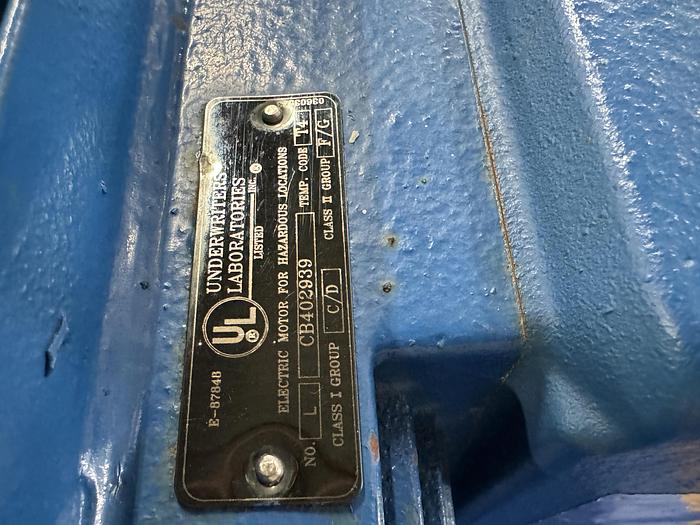 E-87848
UL®
UNDERWRITERS
LABORATORIES INC.®
LISTED
ELECTRIC MOTOR FOR HAZARDOUS LOCATIONS
NO. L CB402939 TEMP. CODE T4
CLASS I GROUP C/D CLASS II GROUP F/G